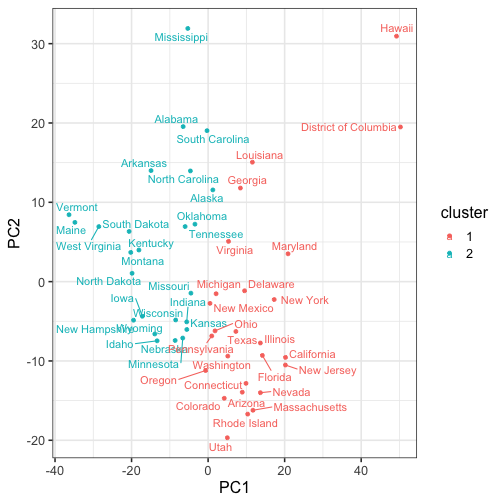 Hawaii
Mississippi
District of Columbia
Alabama
South Carolina
Louisiana
Arkansas
North Carolina
Georgia
Alaska
Vermont
Maine
South Dakota
Oklahoma
Tennessee
West Virginia
Kentucky
Virginia
Maryland
Montana
North Dakota
Missouri
Michigan
Delaware
Iowa
Indiana
New Mexico
New York
Wisconsin
New Hampshire
Wyoming
Kansas
Ohio
Idaho
Nebraska
Pennsylvania
Texas
Illinois
Minnesota
Washington
California
New Jersey
Oregon
Connecticut
Florida
Nevada
Colorado
Arizona
Massachusetts
Rhode Island
Utah
30
20
10
0
-10
-20
-40
-20
0
20
40
PC1
PC2
cluster
a 1
a 2